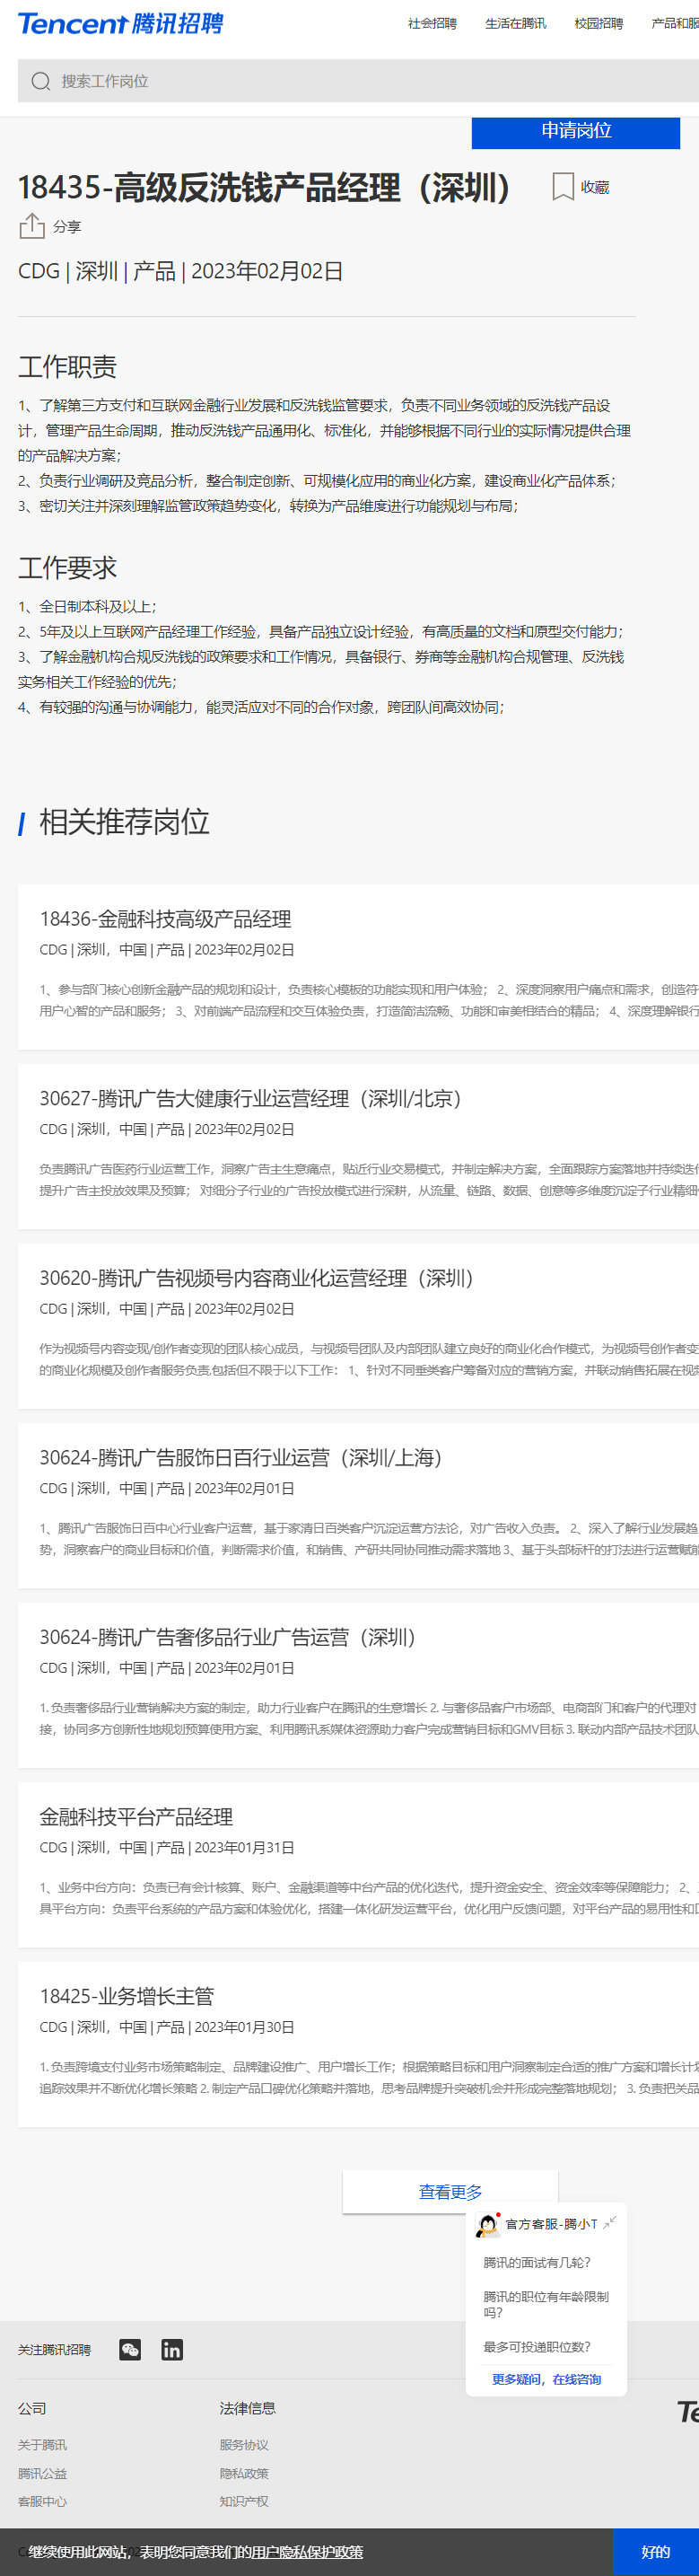 Tencent 腾讯招聘
社会招聘 生活在腾讯 校园招聘 产品和服
搜索工作岗位
申请岗位
18435-高级反洗钱产品经理（深圳） 收藏
分享
CDG | 深圳 | 产品 | 2023年02月02日
工作职责
1、了解第三方支付和互联网金融行业发展和反洗钱监管要求，负责不同业务领域的反洗钱产品设
计，管理产品生命周期，推动反洗钱产品通用化、标准化，并能够根据不同行业的实际情况提供合理
的产品解决方案；
2、负责行业调研及竞品分析，整合制定创新、可规模化应用的商业化方案，建设商业化产品体系；
3、密切关注并深刻理解监管政策趋势变化，转换为产品维度进行功能规划与布局；
工作要求
1、全日制本科及以上；
2、5年及以上互联网产品经理工作经验，具备产品独立设计经验，有高质量的文档和原型交付能力；
3、了解金融机构合规反洗钱的政策要求和工作情况，具备银行、券商等金融机构合规管理、反洗钱
实务相关工作经验的优先；
4、有较强的沟通与协调能力，能灵活应对不同的合作对象，跨团队间高效协同；
相关推荐岗位
18436-金融科技高级产品经理
CDG | 深圳，中国 | 产品 | 2023年02月02日
1、参与部门核心创新金融产品的规划和设计，负责核心模板的功能实现和用户体验； 2、深度洞察用户痛点和需求，创造符
用户心智的产品和服务； 3、对前端产品流程和交互体验负责，打造简洁流畅、功能和审美相结合的精品； 4、深度理解银行
30627-腾讯广告大健康行业运营经理（深圳/北京）
CDG | 深圳，中国 | 产品 | 2023年02月02日
负责腾讯广告医药行业运营工作，洞察广告主生意痛点，贴近行业交易模式，并制定解决方案，全面跟踪方案落地并持续迭代
提升广告主投放效果及预算； 对细分子行业的广告投放模式进行深耕，从流量、链路、数据、创意等多维度沉淀子行业精细
30620-腾讯广告视频号内容商业化运营经理（深圳）
CDG | 深圳，中国 | 产品 | 2023年02月02日
作为视频号内容变现/创作者变现的团队核心成员，与视频号团队及内部团队建立良好的商业化合作模式，为视频号创作者变
的商业化规模及创作者服务负责,包括但不限于以下工作： 1、针对不同垂类客户筹备对应的营销方案，并联动销售拓展在视频
30624-腾讯广告服饰日百行业运营（深圳/上海）
CDG | 深圳，中国 | 产品 | 2023年02月01日
1、腾讯广告服饰日百中心行业客户运营，基于家清日百类客户沉淀运营方法论，对广告收入负责。 2、深入了解行业发展趋
势，洞察客户的商业目标和价值，判断需求价值，和销售、产研共同协同推动需求落地 3、基于头部标杆的打法进行运营赋能
30624-腾讯广告奢侈品行业广告运营（深圳）
CDG | 深圳，中国 | 产品 | 2023年02月01日
1. 负责奢侈品行业营销解决方案的制定，助力行业客户在腾讯的生意增长 2. 与奢侈品客户市场部、电商部门和客户的代理对
接，协同多方创新性地规划预算使用方案、利用腾讯系媒体资源助力客户完成营销目标和GMV目标 3. 联动内部产品技术团队
金融科技平台产品经理
CDG | 深圳，中国 | 产品 | 2023年01月31日
1、业务中台方向：负责已有会计核算、账户、金融渠道等中台产品的优化迭代，提升资金安全、资金效率等保障能力； 2、
具平台方向：负责平台系统的产品方案和体验优化，搭建一体化研发运营平台，优化用户反馈问题，对平台产品的易用性和
18425-业务增长主管
CDG | 深圳，中国 | 产品 | 2023年01月30日
1. 负责跨境支付业务市场策略制定、品牌建设推广、用户增长工作；根据策略目标和用户洞察制定合适的推广方案和增长计划
追踪效果并不断优化增长策略 2. 制定产品口碑优化策略并落地，思考品牌提升突破机会并形成完整落地规划； 3. 负责把关品
查看更多
官方客服-腾小T
腾讯的面试有几轮？
腾讯的职位有年龄限制
吗？
最多可投递职位数？
更多疑问，在线咨询
关注腾讯招聘
公司 法律信息 Te
关于腾讯 服务协议
腾讯公益 隐私政策
客服中心 知识产权
继续使用此网站，表明您同意我们的用户隐私保护政策 好的